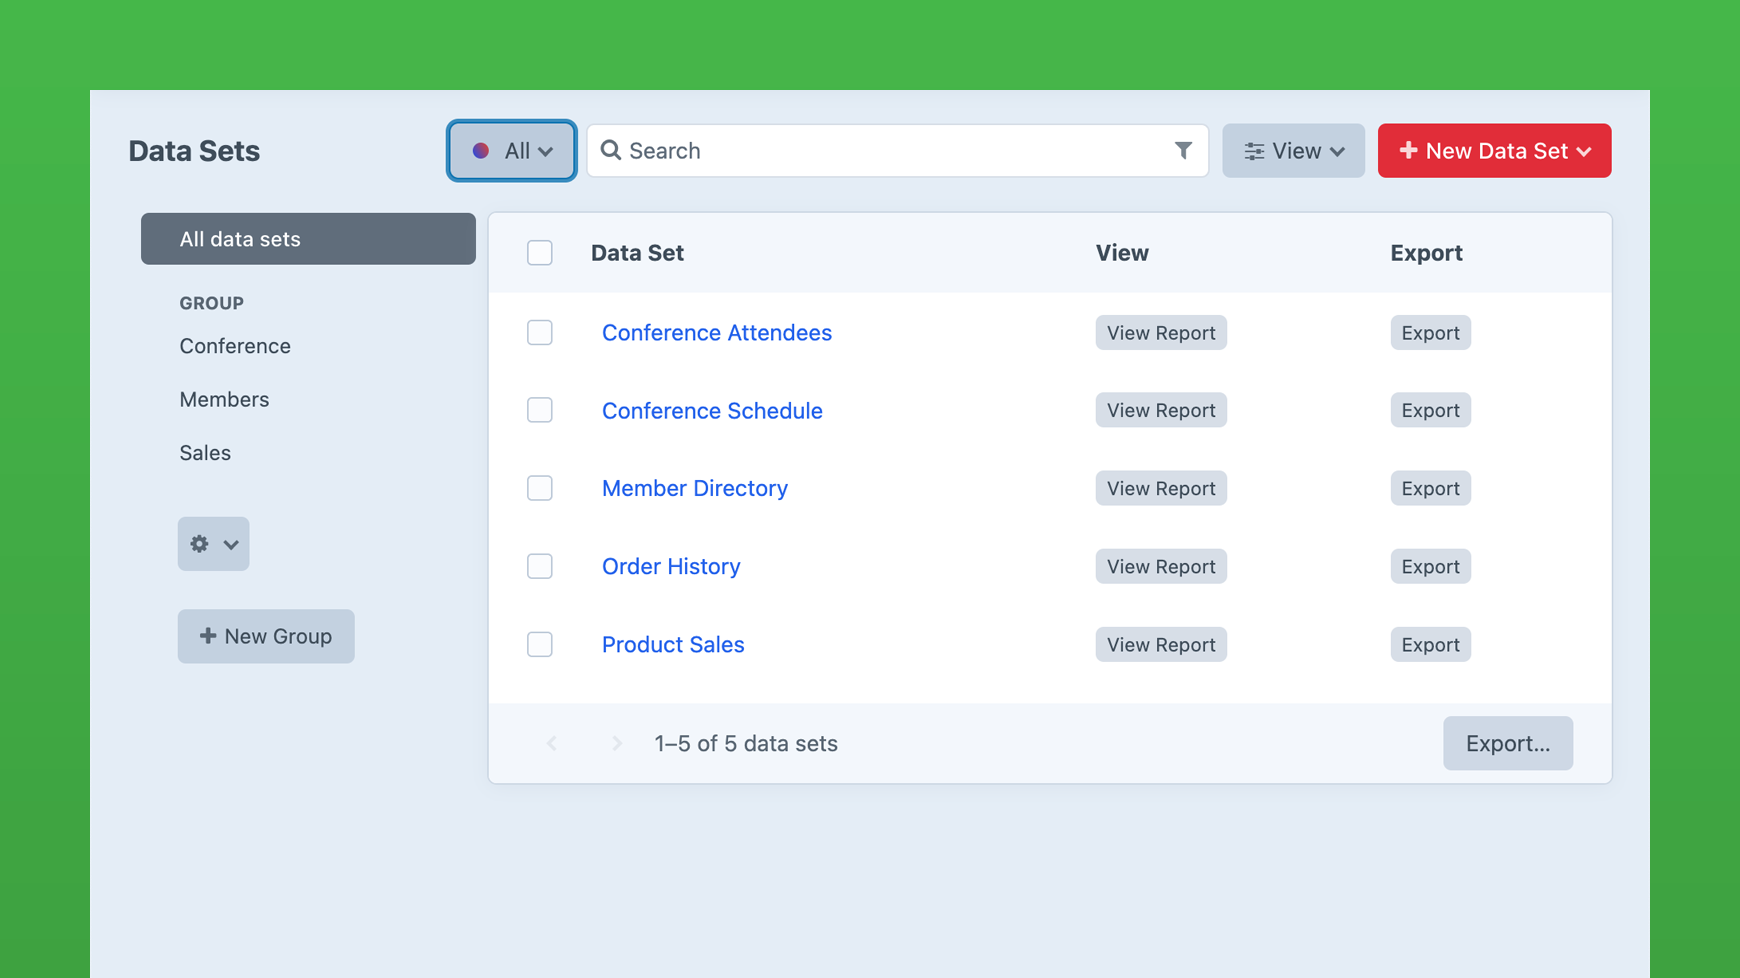 Data Sets
All
Search
View
New Data Set
All data sets
GROUP
Conference
Members
Sales
New Group
Data Set View Export
Conference Attendees View Report Export
Conference Schedule View Report Export
Member Directory View Report Export
Order History View Report Export
Product Sales View Report Export
1–5 of 5 data sets
Export...